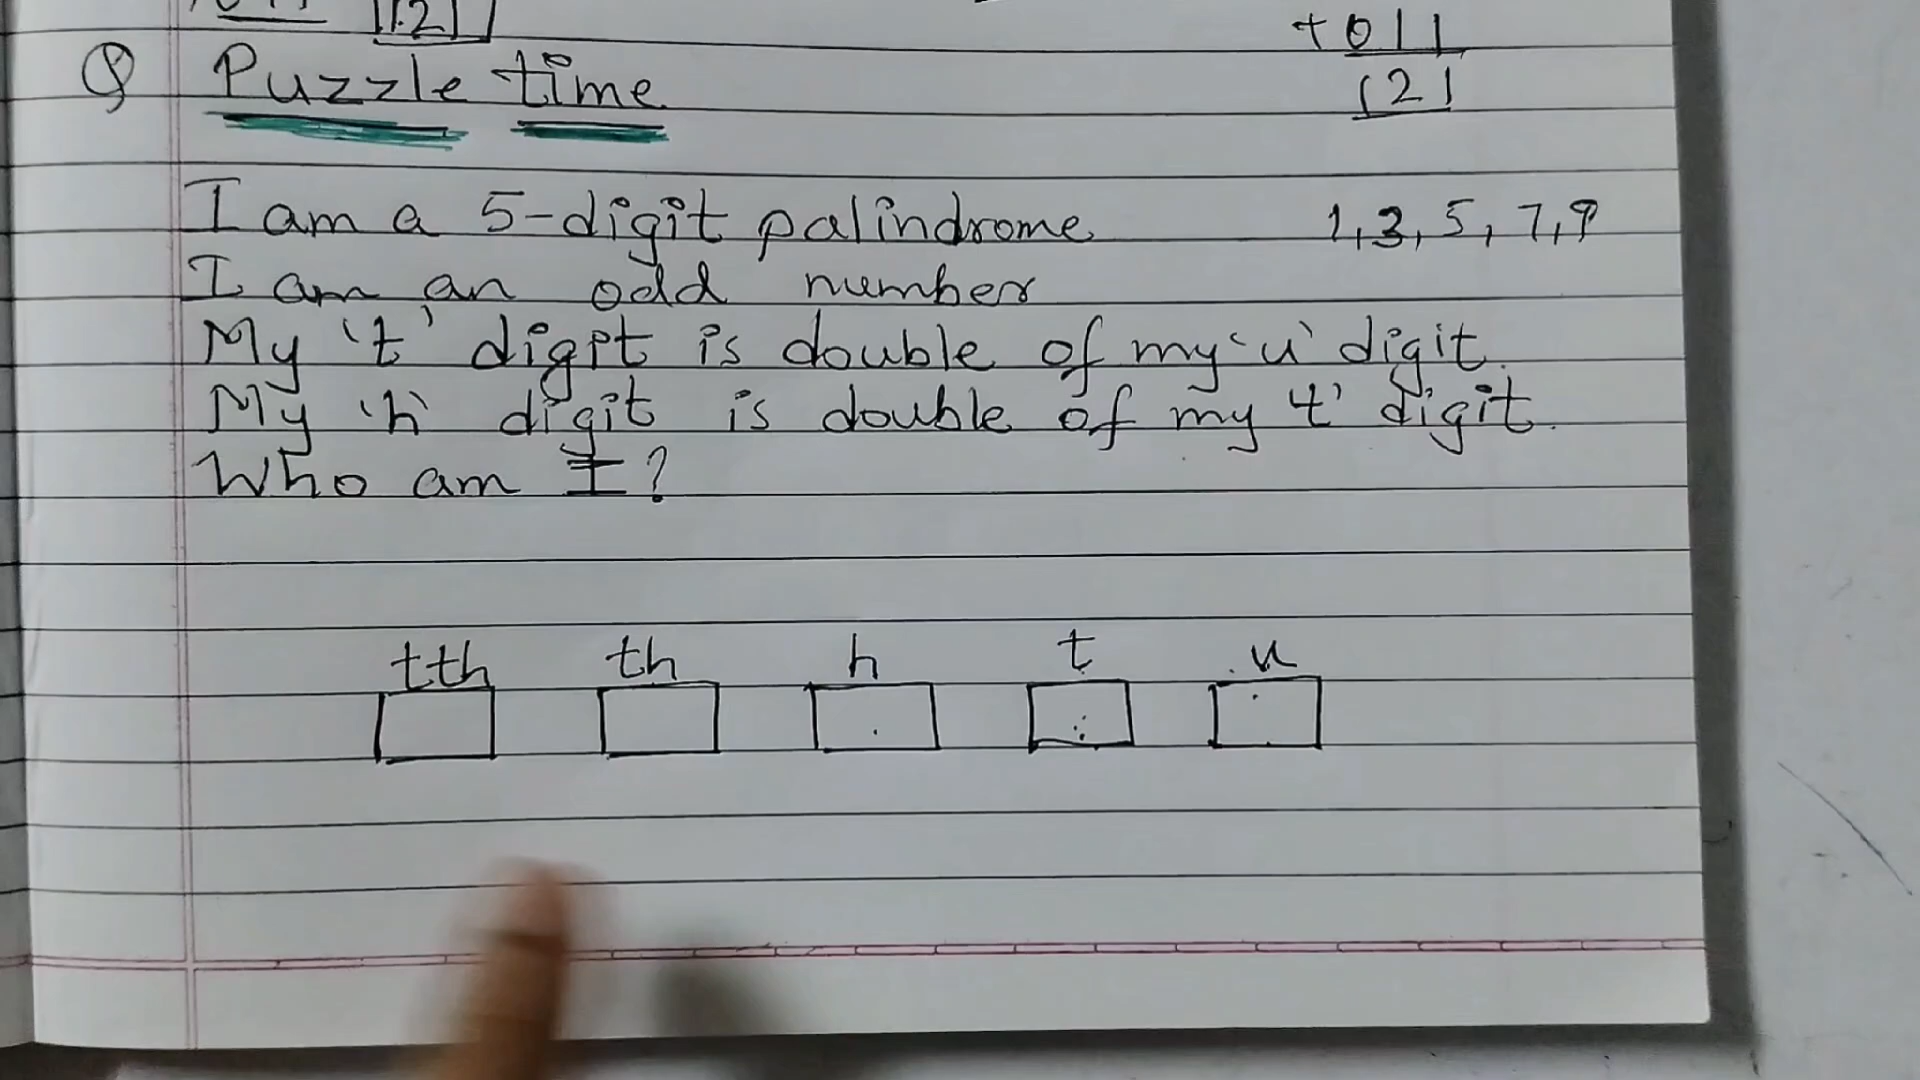 121
+ 011
121
Q Puzzle time
I am a 5-digit palindrome
1, 3, 5, 7, 9
I am an odd number
My 't' digit is double of my 'u' digit.
My 'h' digit is double of my 't' digit.
Who am I?
tth th h t u